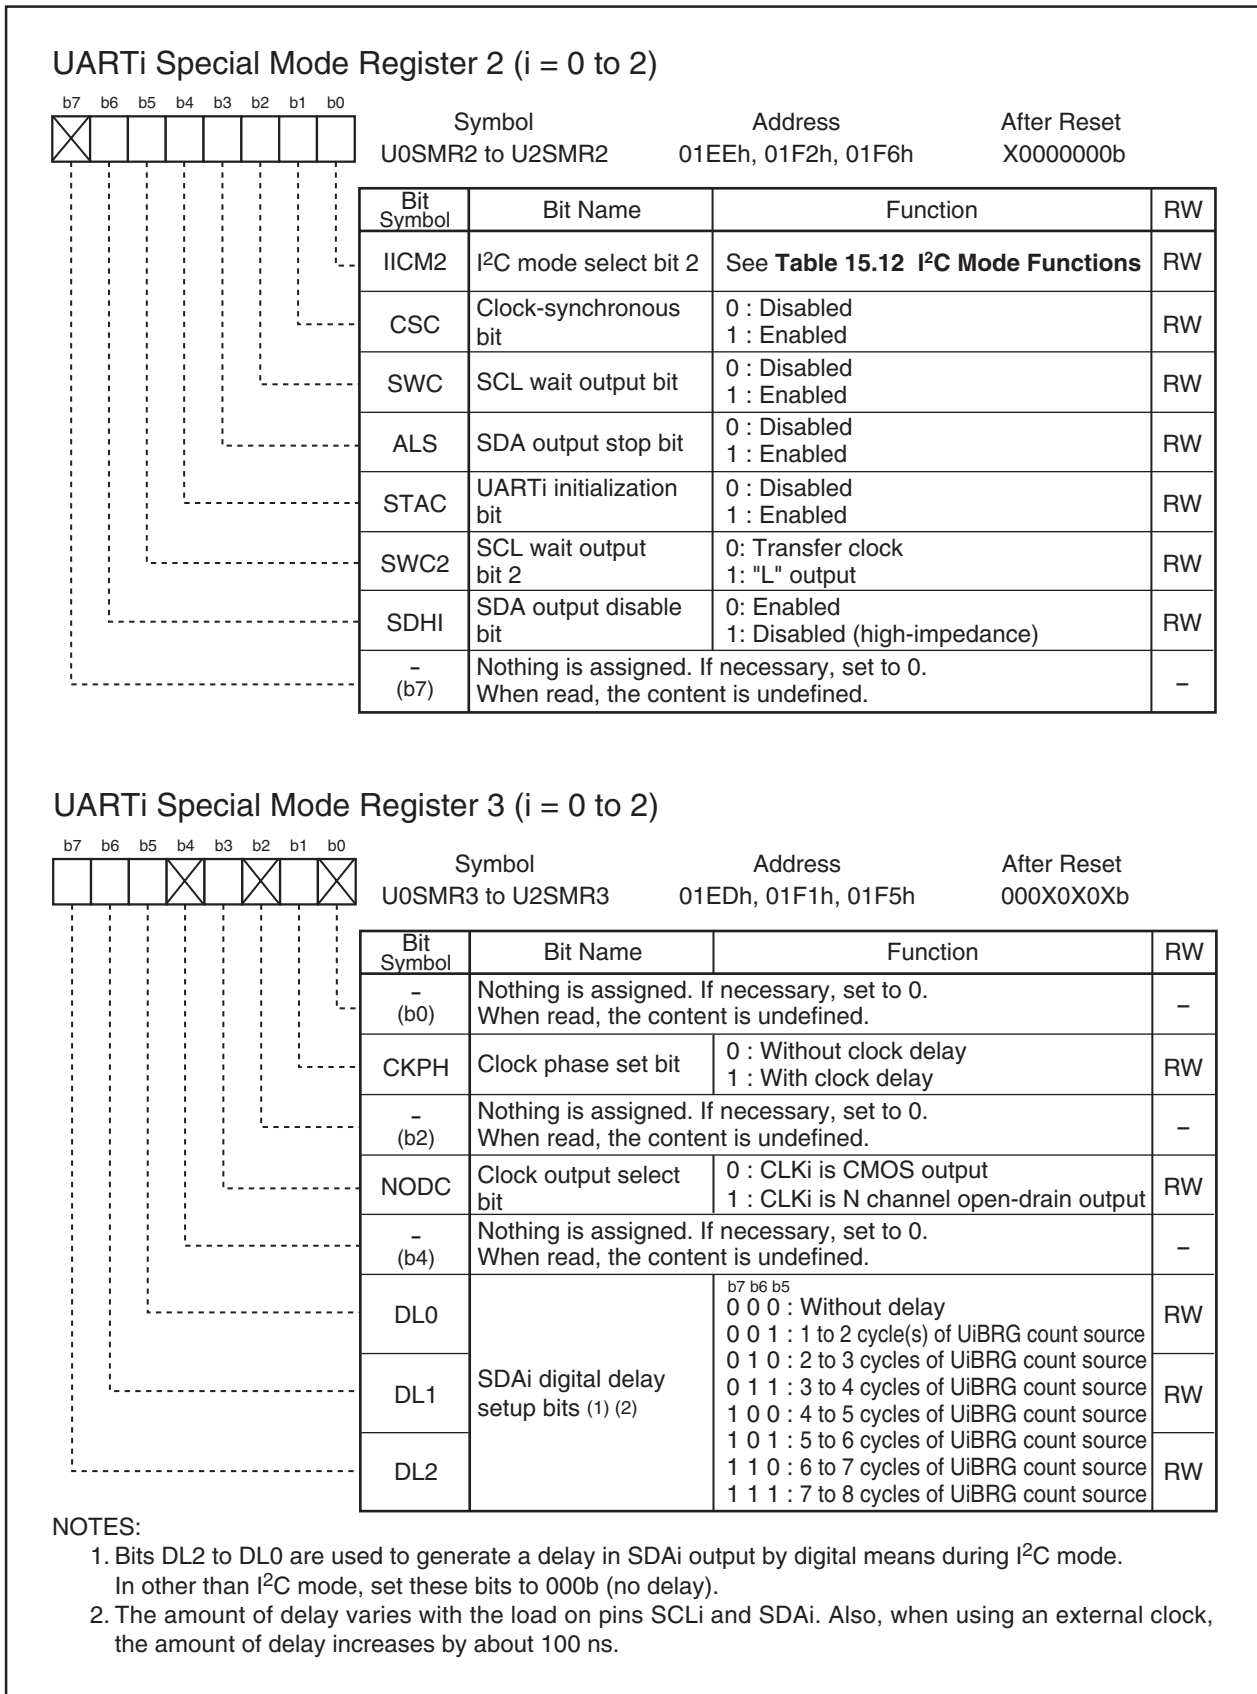 UARTi Special Mode Register 2 (i = 0 to 2)
b7 b6 b5 b4 b3 b2 b1 b0
Symbol Address After Reset
U0SMR2 to U2SMR2 01EEh, 01F2h, 01F6h X0000000b
Bit Symbol Bit Name Function RW
IICM2 I²C mode select bit 2 See Table 15.12 I²C Mode Functions RW
CSC Clock-synchronous bit 0 : Disabled
1 : Enabled RW
SWC SCL wait output bit 0 : Disabled
1 : Enabled RW
ALS SDA output stop bit 0 : Disabled
1 : Enabled RW
STAC UARTi initialization bit 0 : Disabled
1 : Enabled RW
SWC2 SCL wait output bit 2 0: Transfer clock
1: "L" output RW
SDHI SDA output disable bit 0: Enabled
1: Disabled (high-impedance) RW
– (b7) Nothing is assigned. If necessary, set to 0.
When read, the content is undefined. –
UARTi Special Mode Register 3 (i = 0 to 2)
b7 b6 b5 b4 b3 b2 b1 b0
Symbol Address After Reset
U0SMR3 to U2SMR3 01EDh, 01F1h, 01F5h 000X0X0Xb
Bit Symbol Bit Name Function RW
– (b0) Nothing is assigned. If necessary, set to 0.
When read, the content is undefined. –
CKPH Clock phase set bit 0 : Without clock delay
1 : With clock delay RW
– (b2) Nothing is assigned. If necessary, set to 0.
When read, the content is undefined. –
NODC Clock output select bit 0 : CLKi is CMOS output
1 : CLKi is N channel open-drain output RW
– (b4) Nothing is assigned. If necessary, set to 0.
When read, the content is undefined. –
DL0 RW
DL1 RW
DL2 RW
SDAi digital delay
setup bits (1) (2)
b7 b6 b5
0 0 0 : Without delay
0 0 1 : 1 to 2 cycle(s) of UiBRG count source
0 1 0 : 2 to 3 cycles of UiBRG count source
0 1 1 : 3 to 4 cycles of UiBRG count source
1 0 0 : 4 to 5 cycles of UiBRG count source
1 0 1 : 5 to 6 cycles of UiBRG count source
1 1 0 : 6 to 7 cycles of UiBRG count source
1 1 1 : 7 to 8 cycles of UiBRG count source
NOTES:
1. Bits DL2 to DL0 are used to generate a delay in SDAi output by digital means during I²C mode.
In other than I²C mode, set these bits to 000b (no delay).
2. The amount of delay varies with the load on pins SCLi and SDAi. Also, when using an external clock,
the amount of delay increases by about 100 ns.